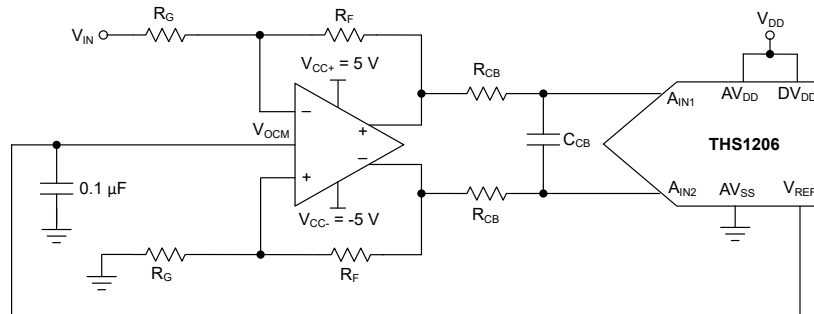 V_DD
R_G
R_F
V_IN
V_CC+ = 5 V
R_CB
A_IN1
AV_DD
DV_DD
−
V_OCM
+
−
C_CB
THS1206
+
0.1 µF
A_IN2
AV_SS
V_REF
V_CC- = -5 V
R_CB
R_G
R_F